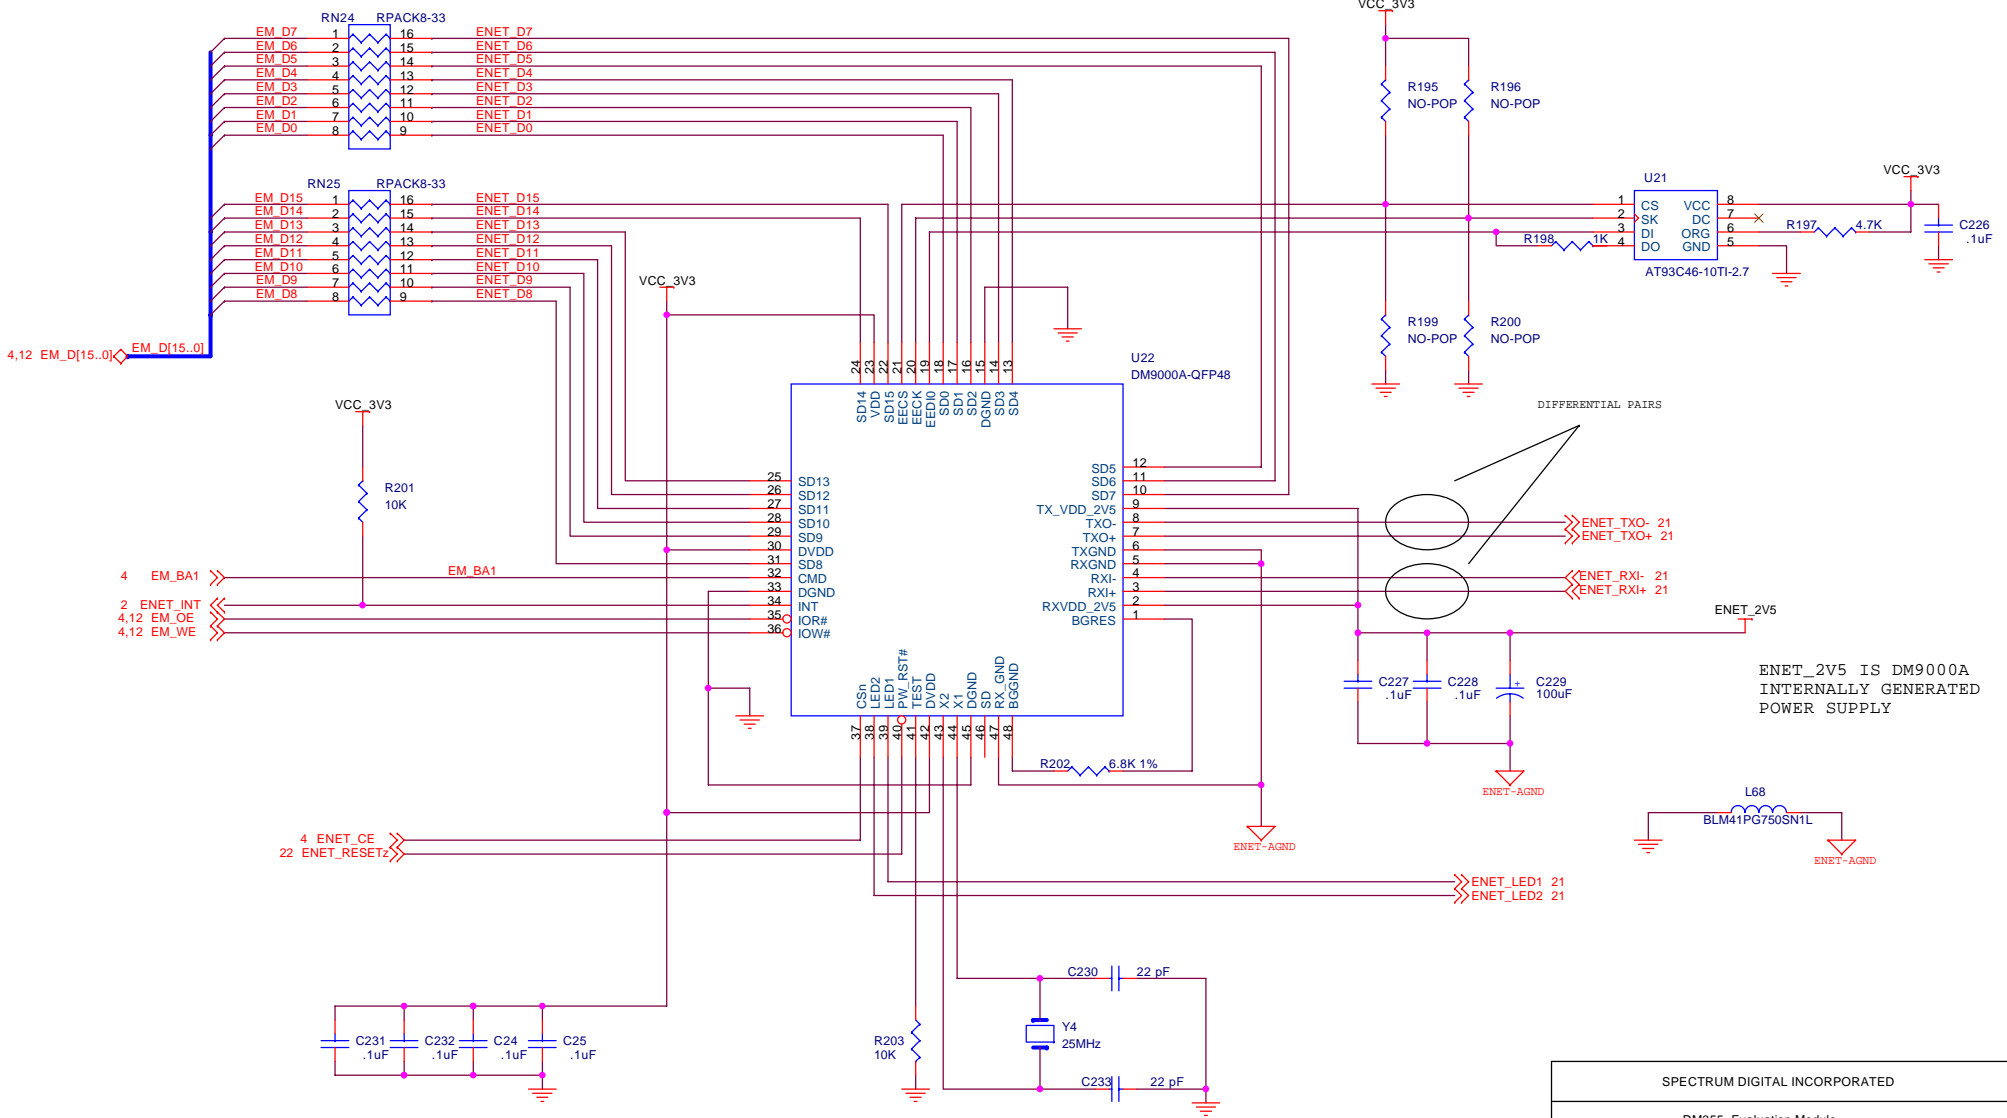 RN24 RPACK8-33
EM_D7 1 16 ENET_D7
EM_D6 2 15 ENET_D6
EM_D5 3 14 ENET_D5
EM_D4 4 13 ENET_D4
EM_D3 5 12 ENET_D3
EM_D2 6 11 ENET_D2
EM_D1 7 10 ENET_D1
EM_D0 8 9 ENET_D0
RN25 RPACK8-33
EM_D15 1 16 ENET_D15
EM_D14 2 15 ENET_D14
EM_D13 3 14 ENET_D13
EM_D12 4 13 ENET_D12
EM_D11 5 12 ENET_D11
EM_D10 6 11 ENET_D10
EM_D9 7 10 ENET_D9
EM_D8 8 9 ENET_D8
4,12 EM_D[15..0] EM_D[15..0]
VCC_3V3
R195
NO-POP
R196
NO-POP
R199
NO-POP
R200
NO-POP
U21
VCC_3V3
1 CS VCC 8
2 SK DC 7
3 DI ORG 6
4 DO GND 5
AT93C46-10TI-2.7
R198 1K
R197 4.7K
C226
.1uF
VCC_3V3
VCC_3V3
R201
10K
U22
DM9000A-QFP48
24 23 22 21 20 19 18 17 16 15 14 13
SD14 VDD SD15 EECS EECK EEDI0 SD0 SD1 SD2 DGND SD3 SD4
25 SD13
26 SD12
27 SD11
28 SD10
29 SD9
30 DVDD
31 SD8
32 CMD
33 DGND
34 INT
35 IOR#
36 IOW#
SD5 12
SD6 11
SD7 10
TX_VDD_2V5 9
TXO- 8
TXO+ 7
TXGND 6
RXGND 5
RXI- 4
RXI+ 3
RXVDD_2V5 2
BGRES 1
CSn LED2 LED1 PW_RST# TEST DVDD X2 X1 DGND SD RX_GND BGGND
37 38 39 40 41 42 43 44 45 46 47 48
4 EM_BA1 EM_BA1
2 ENET_INT
4,12 EM_OE
4,12 EM_WE
DIFFERENTIAL PAIRS
ENET_TXO- 21
ENET_TXO+ 21
ENET_RXI- 21
ENET_RXI+ 21
ENET_2V5
C227
.1uF
C228
.1uF
C229
+
100uF
ENET-AGND
ENET_2V5 IS DM9000A
INTERNALLY GENERATED
POWER SUPPLY
R202 6.8K 1%
ENET-AGND
L68
BLM41PG750SN1L
ENET-AGND
4 ENET_CE
22 ENET_RESETz
ENET_LED1 21
ENET_LED2 21
C230 22 pF
Y4
25MHz
C233 22 pF
R203
10K
C231
.1uF
C232
.1uF
C24
.1uF
C25
.1uF
SPECTRUM DIGITAL INCORPORATED